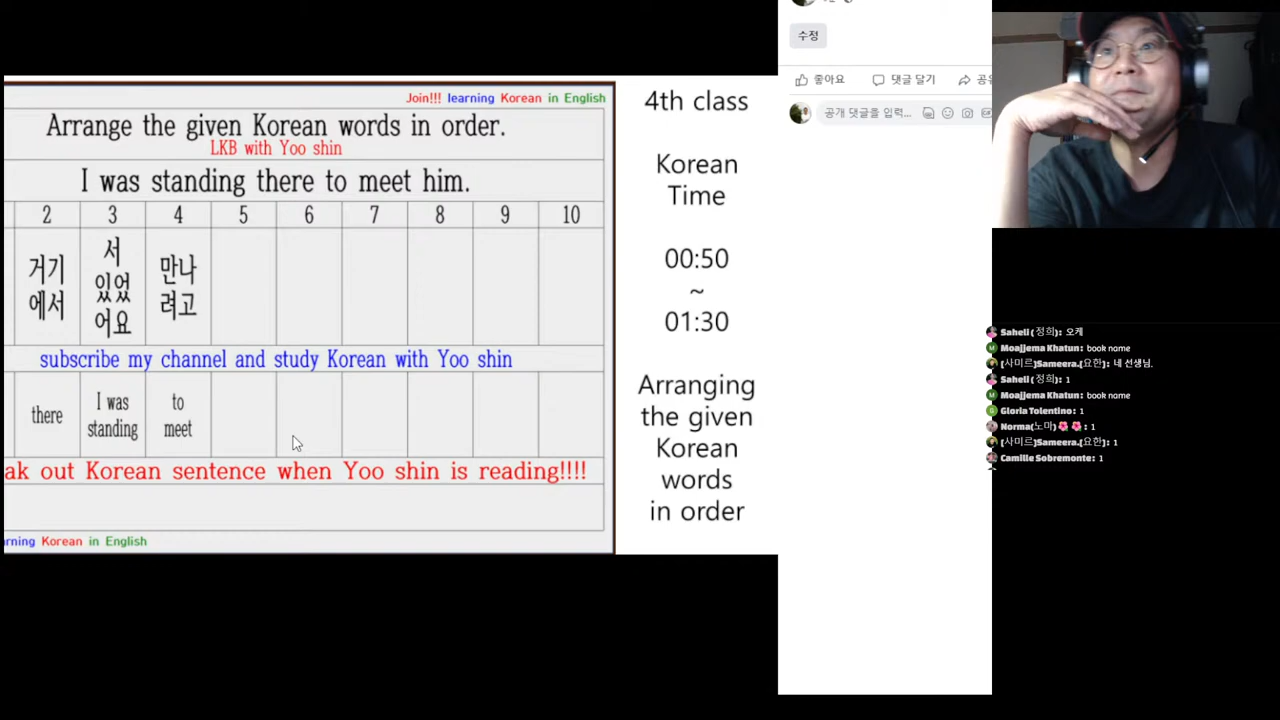 Join!!! learning Korean in English
Arrange the given Korean words in order.
LKB with Yoo shin
I was standing there to meet him.
2 3 4 5 6 7 8 9 10
거기에서
서 있었어요
만나려고
subscribe my channel and study Korean with Yoo shin
there
I was standing
to meet
ak out Korean sentence when Yoo shin is reading!!!!
rning Korean in English
4th class
Korean
Time
00:50
~
01:30
Arranging
the given
Korean
words
in order
수정
좋아요 댓글 달기
공개 댓글을 입력...
Saheli (정희): 오케
Moajjema Khatun: book name
[사미르]Sameera.[요한]: 네 선생님.
Saheli (정희): 1
Moajjema Khatun: book name
Gloria Tolentino: 1
Norma(노마)🌺🌺: 1
[사미르]Sameera.[요한]: 1
Camille Sobremonte: 1